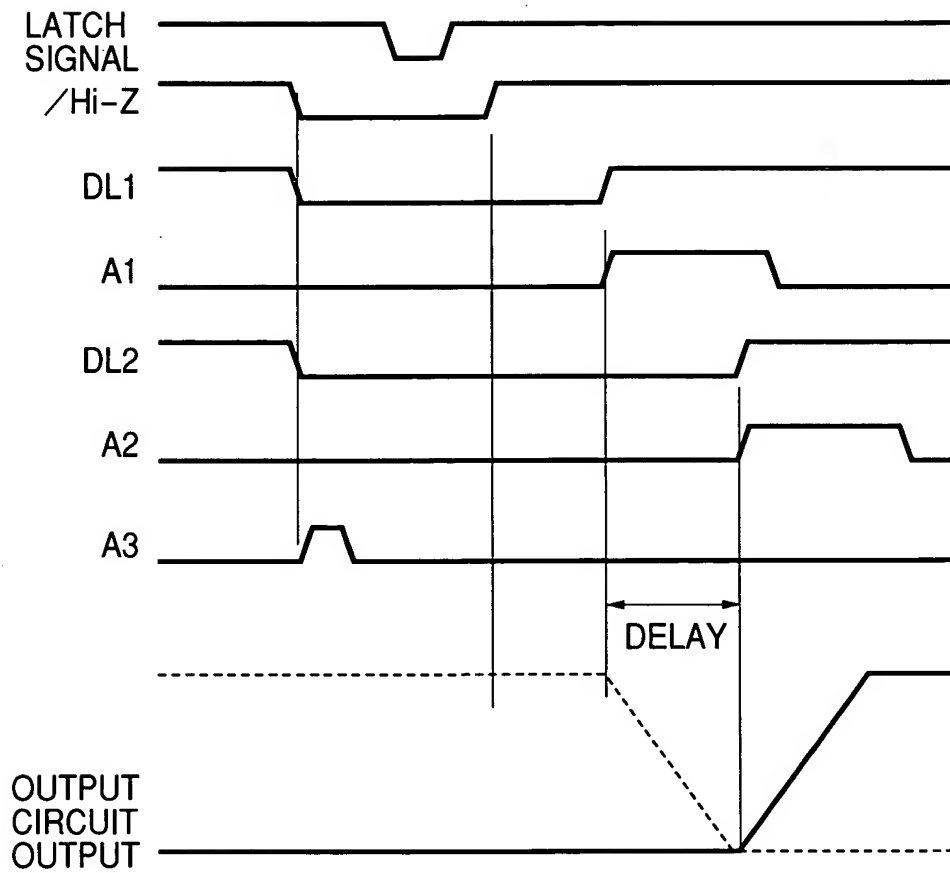 LATCH
SIGNAL
/Hi-Z
DL1
A1
DL2
A2
A3
DELAY
OUTPUT
CIRCUIT
OUTPUT